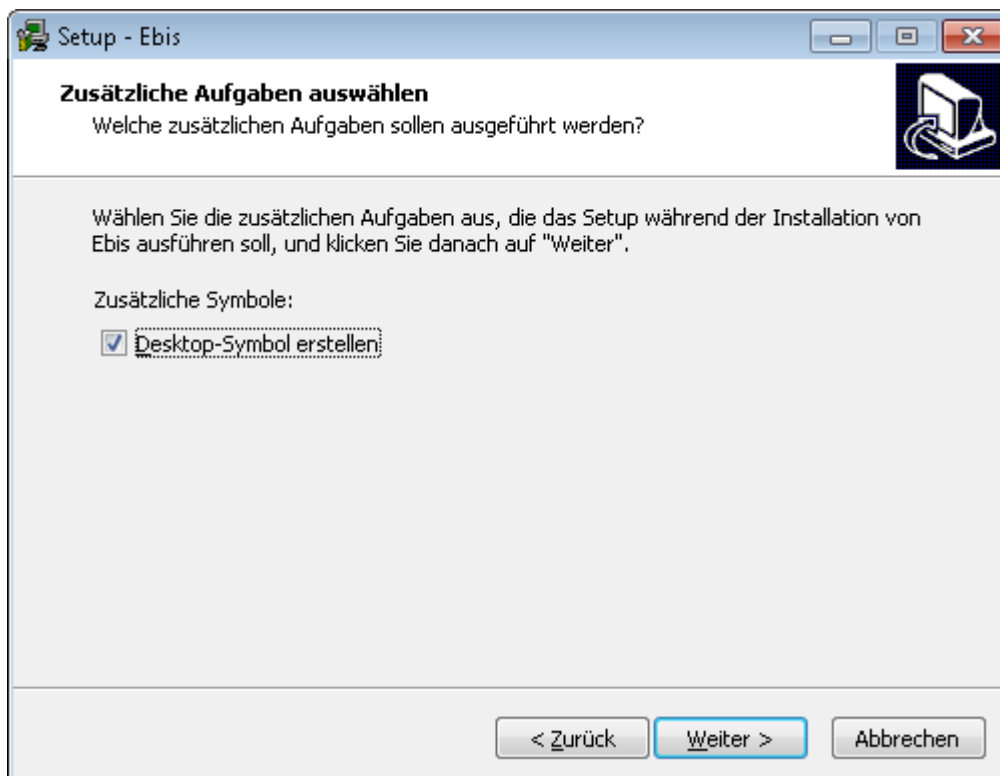 Setup - Ebis
Zusätzliche Aufgaben auswählen
Welche zusätzlichen Aufgaben sollen ausgeführt werden?
Wählen Sie die zusätzlichen Aufgaben aus, die das Setup während der Installation von
Ebis ausführen soll, und klicken Sie danach auf "Weiter".
Zusätzliche Symbole:
Desktop-Symbol erstellen
< Zurück
Weiter >
Abbrechen